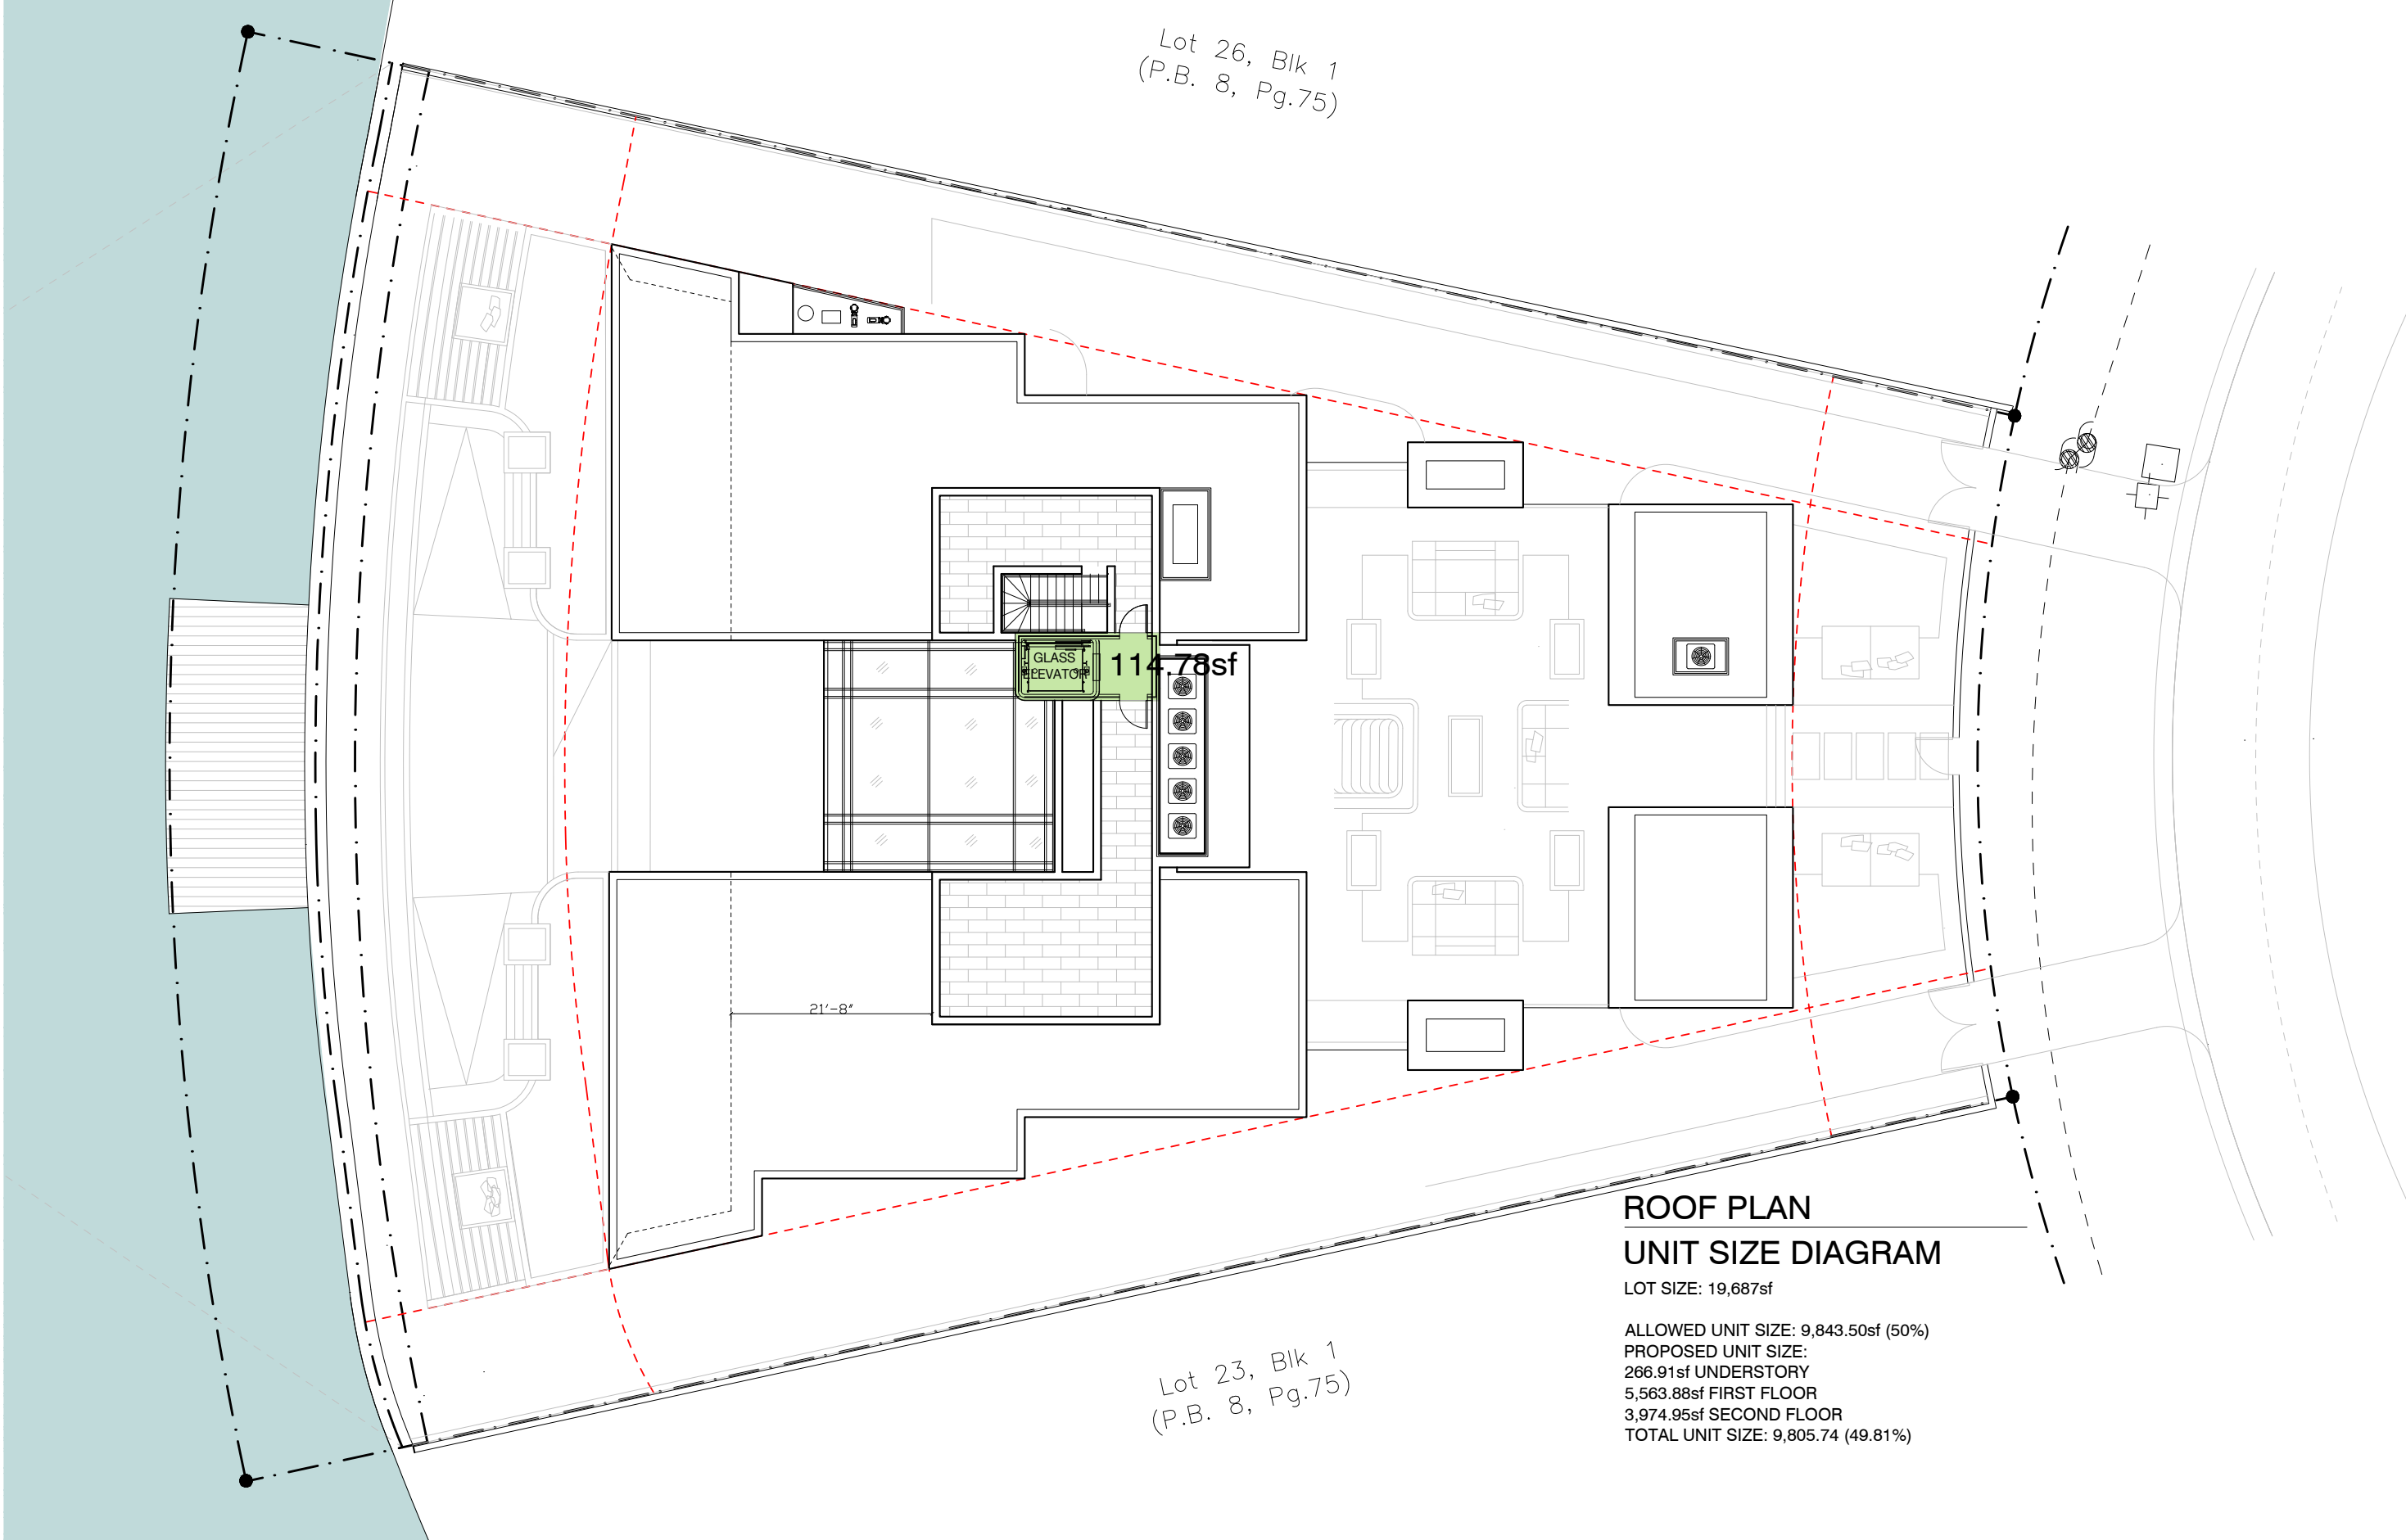 Lot 26, Blk 1
(P.B. 8, Pg.75)
GLASS
ELEVATOR
114.78sf
21'-8"
ROOF PLAN
UNIT SIZE DIAGRAM
LOT SIZE: 19,687sf
ALLOWED UNIT SIZE: 9,843.50sf (50%)
PROPOSED UNIT SIZE:
266.91sf UNDERSTORY
5,563.88sf FIRST FLOOR
3,974.95sf SECOND FLOOR
TOTAL UNIT SIZE: 9,805.74 (49.81%)
Lot 23, Blk 1
(P.B. 8, Pg.75)